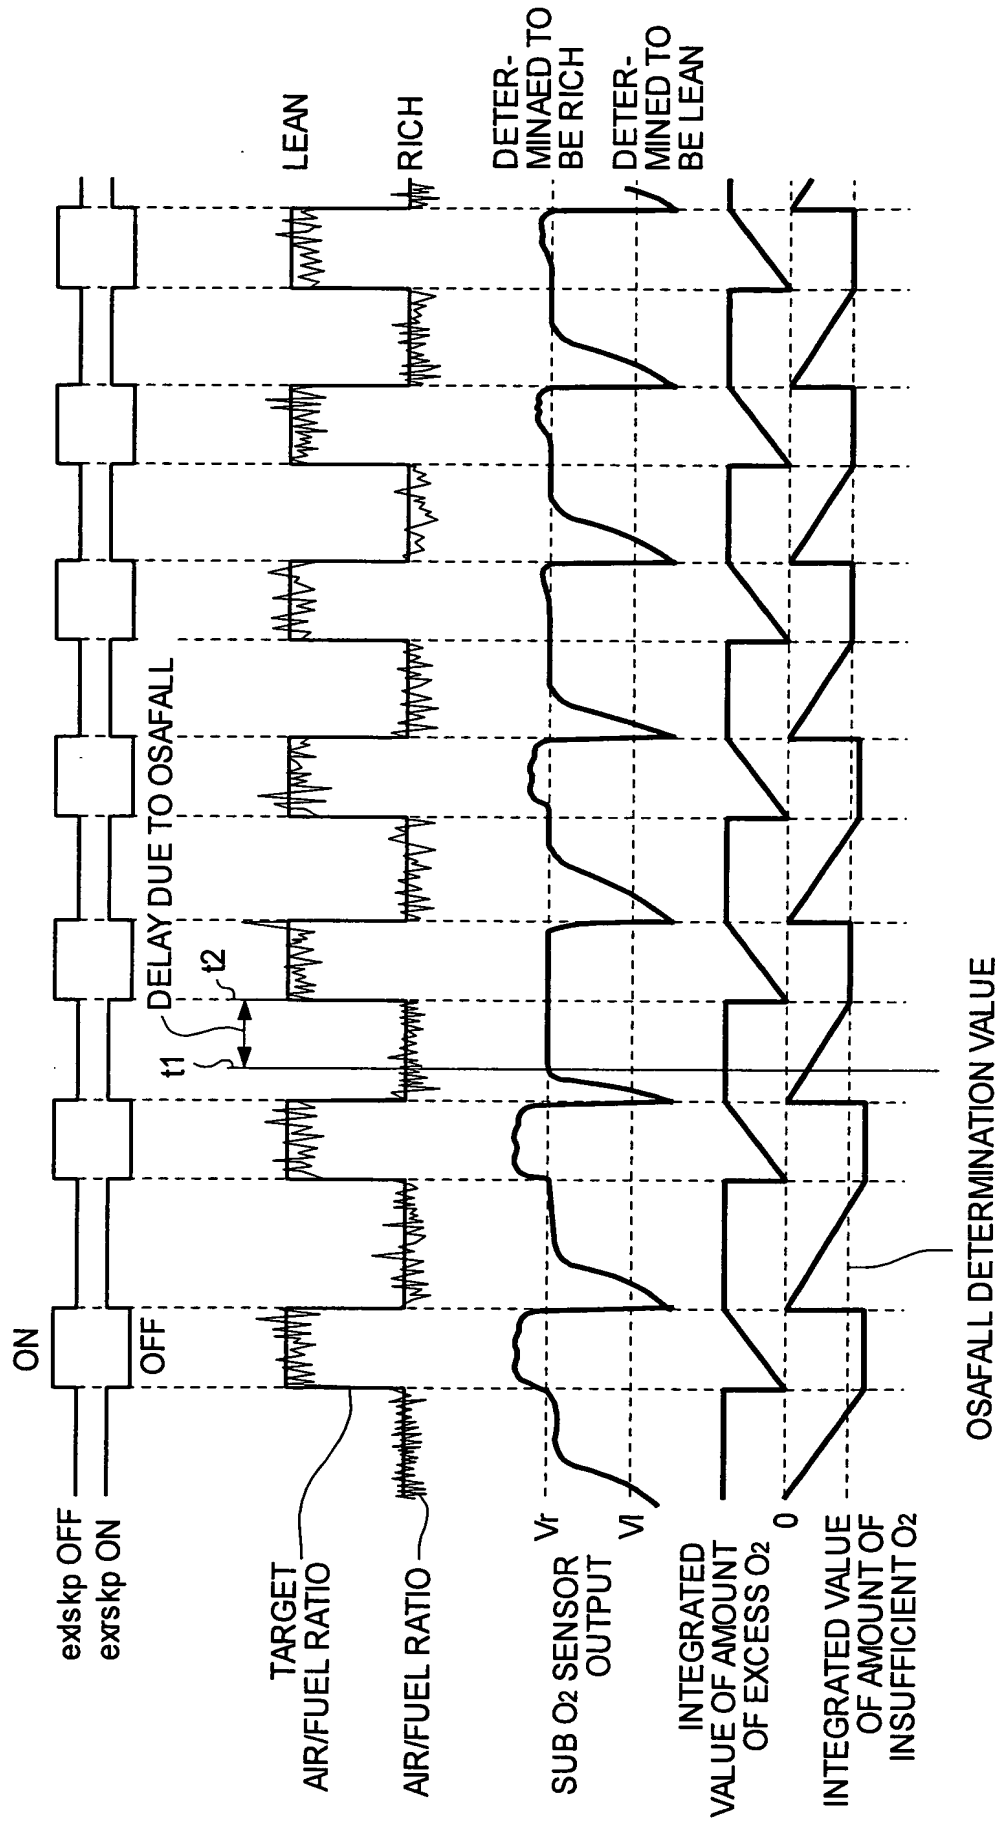 ON
OFF
exlskp OFF
exrskp ON
DELAY DUE TO OSAFALL
t1
t2
TARGET
AIR/FUEL RATIO
AIR/FUEL RATIO
LEAN
RICH
Vr
Vl
SUB O2 SENSOR
OUTPUT
DETER-
MINAED TO
BE RICH
DETER-
MINED TO
BE LEAN
INTEGRATED
VALUE OF AMOUNT
OF EXCESS O2
0
INTEGRATED VALUE
OF AMOUNT OF
INSUFFICIENT O2
OSAFALL DETERMINATION VALUE